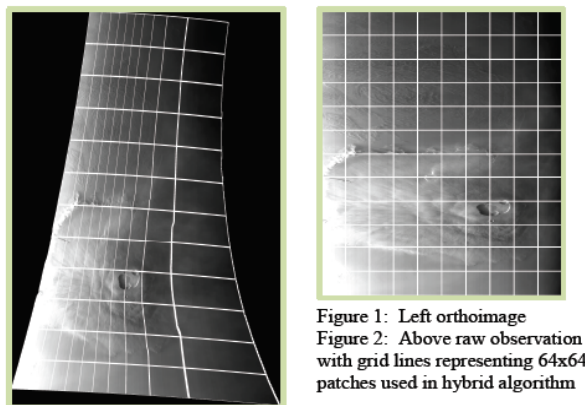 Figure 1: Left orthoimage
Figure 2: Above raw observation
with grid lines representing 64x64
patches used in hybrid algorithm